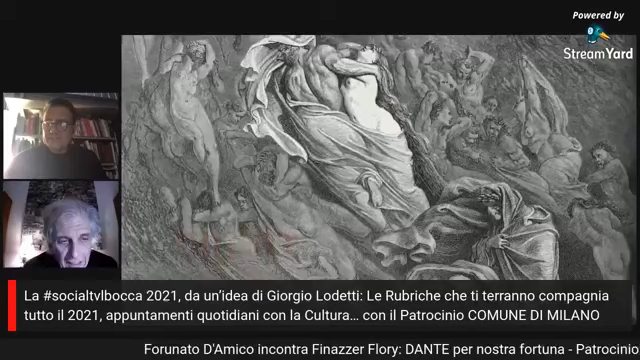 Powered by
StreamYard
La #socialtvlbocca 2021, da un'idea di Giorgio Lodetti: Le Rubriche che ti terranno compagnia
tutto il 2021, appuntamenti quotidiani con la Cultura... con il Patrocinio COMUNE DI MILANO
Forunato D'Amico incontra Finazzer Flory: DANTE per nostra fortuna - Patrocinio